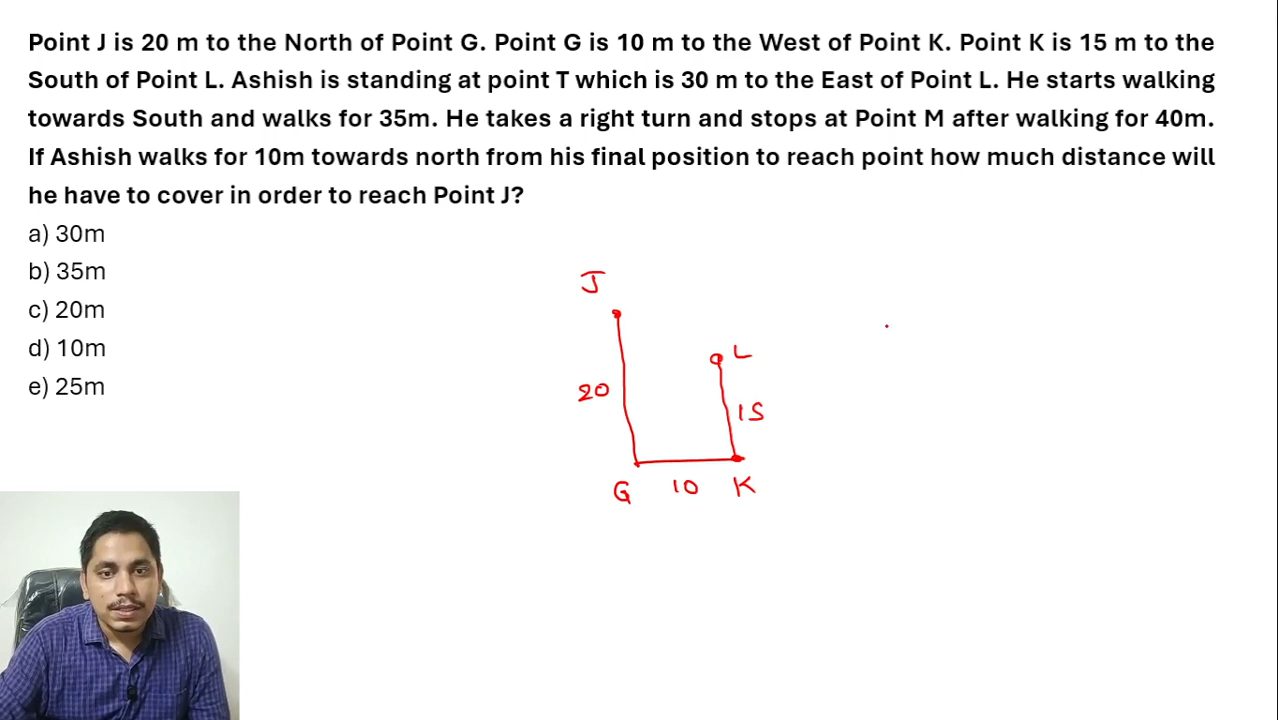 Point J is 20 m to the North of Point G. Point G is 10 m to the West of Point K. Point K is 15 m to the
South of Point L. Ashish is standing at point T which is 30 m to the East of Point L. He starts walking
towards South and walks for 35m. He takes a right turn and stops at Point M after walking for 40m.
If Ashish walks for 10m towards north from his final position to reach point how much distance will
he have to cover in order to reach Point J?
a) 30m
b) 35m
c) 20m
d) 10m
e) 25m
J
L
20
15
G 10 K